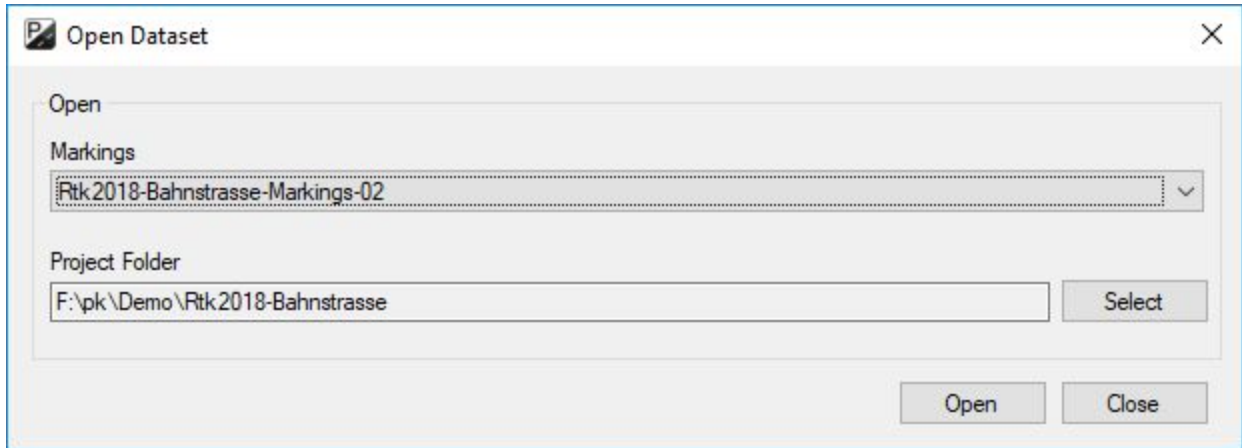 P
Open Dataset
Open
Markings
Rtk2018-Bahnstrasse-Markings-02
Project Folder
F:\pk\Demo\Rtk2018-Bahnstrasse
Select
Open
Close